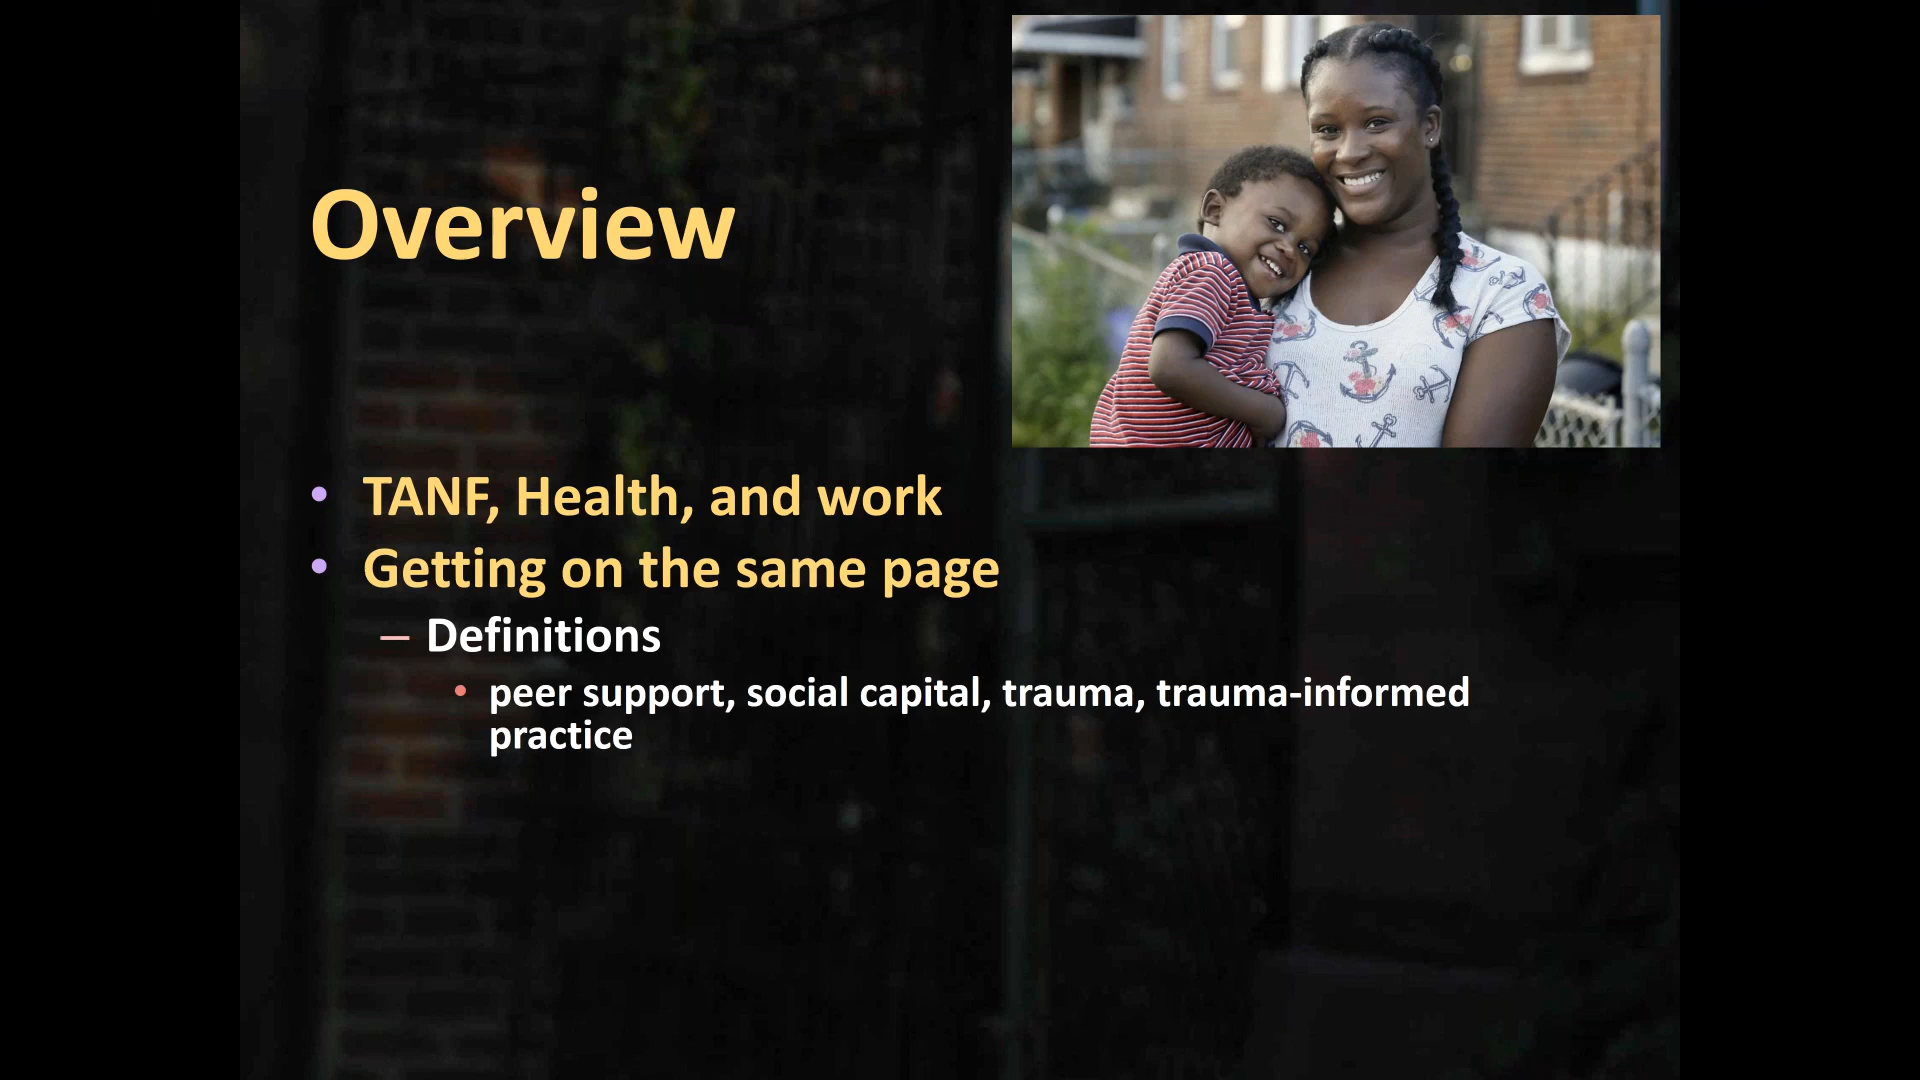 Overview
• TANF, Health, and work
• Getting on the same page
– Definitions
• peer support, social capital, trauma, trauma-informed
practice